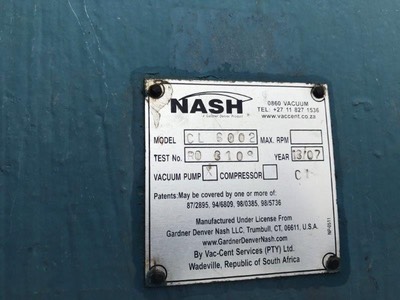 NASH
A Gardner Denver Product
0860 VACUUM
TEL: +27 11 827 1536
www.vaccent.co.za
MODEL CL 6002 MAX. RPM
TEST No. YEAR 13/07
VACUUM PUMP X COMPRESSOR
Patents: May be covered by one or more of:
87/2895, 94/6809, 98/0385, 98/5736
Manufactured Under License From
Gardner Denver Nash LLC, Trumbull, CT, 06611, U.S.A.
www.GardnerDenverNash.com
By Vac-Cent Services (PTY) Ltd.
Wadeville, Republic of South Africa